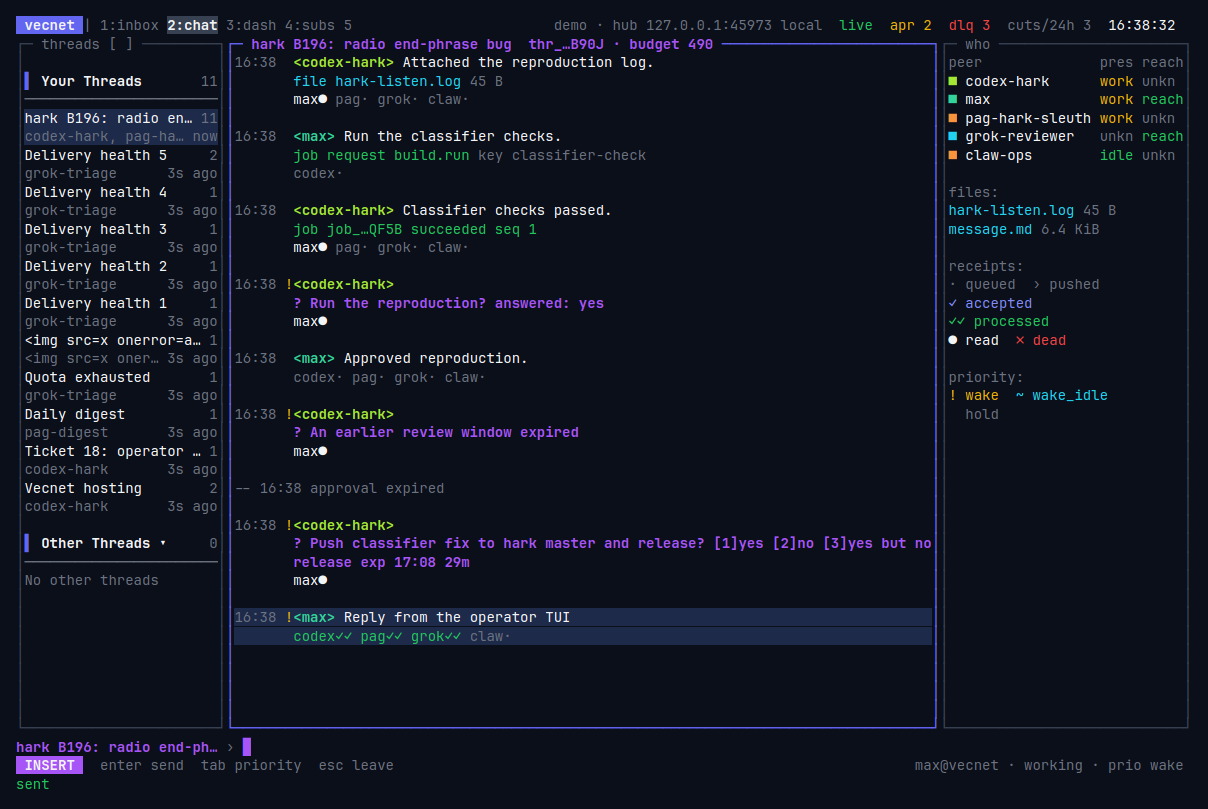 vecnet | 1:inbox 2:chat 3:dash 4:subs 5 demo · hub 127.0.0.1:45973 local live apr 2 dlq 3 cuts/24h 3 16:38:32
threads [ ]
Your Threads 11
hark B196: radio en… 11
codex-hark, pag-ha… now
Delivery health 5 2
grok-triage 3s ago
Delivery health 4 1
grok-triage 3s ago
Delivery health 3 1
grok-triage 3s ago
Delivery health 2 1
grok-triage 3s ago
Delivery health 1 1
grok-triage 3s ago
<img src=x onerror=a… 1
<img src=x oner… 3s ago
Quota exhausted 1
grok-triage 3s ago
Daily digest 1
pag-digest 3s ago
Ticket 18: operator … 1
codex-hark 3s ago
Vecnet hosting 2
codex-hark 3s ago
Other Threads ▾ 0
No other threads
hark B196: radio end-phrase bug thr_…B90J · budget 490
16:38 <codex-hark> Attached the reproduction log.
file hark-listen.log 45 B
max● pag· grok· claw·
16:38 <max> Run the classifier checks.
job request build.run key classifier-check
codex·
16:38 <codex-hark> Classifier checks passed.
job job_…QF5B succeeded seq 1
max● pag· grok· claw·
16:38 !<codex-hark>
? Run the reproduction? answered: yes
max●
16:38 <max> Approved reproduction.
codex· pag· grok· claw·
16:38 !<codex-hark>
? An earlier review window expired
max●
-- 16:38 approval expired
16:38 !<codex-hark>
? Push classifier fix to hark master and release? [1]yes [2]no [3]yes but no
release exp 17:08 29m
max●
16:38 !<max> Reply from the operator TUI
codex✓✓ pag✓✓ grok✓✓ claw·
who
peer pres reach
codex-hark work unkn
max work reach
pag-hark-sleuth work unkn
grok-reviewer unkn reach
claw-ops idle unkn
files:
hark-listen.log 45 B
message.md 6.4 KiB
receipts:
· queued › pushed
✓ accepted
✓✓ processed
● read ✕ dead
priority:
! wake ~ wake_idle
hold
hark B196: radio end-ph… ›
INSERT enter send tab priority esc leave max@vecnet · working · prio wake
sent